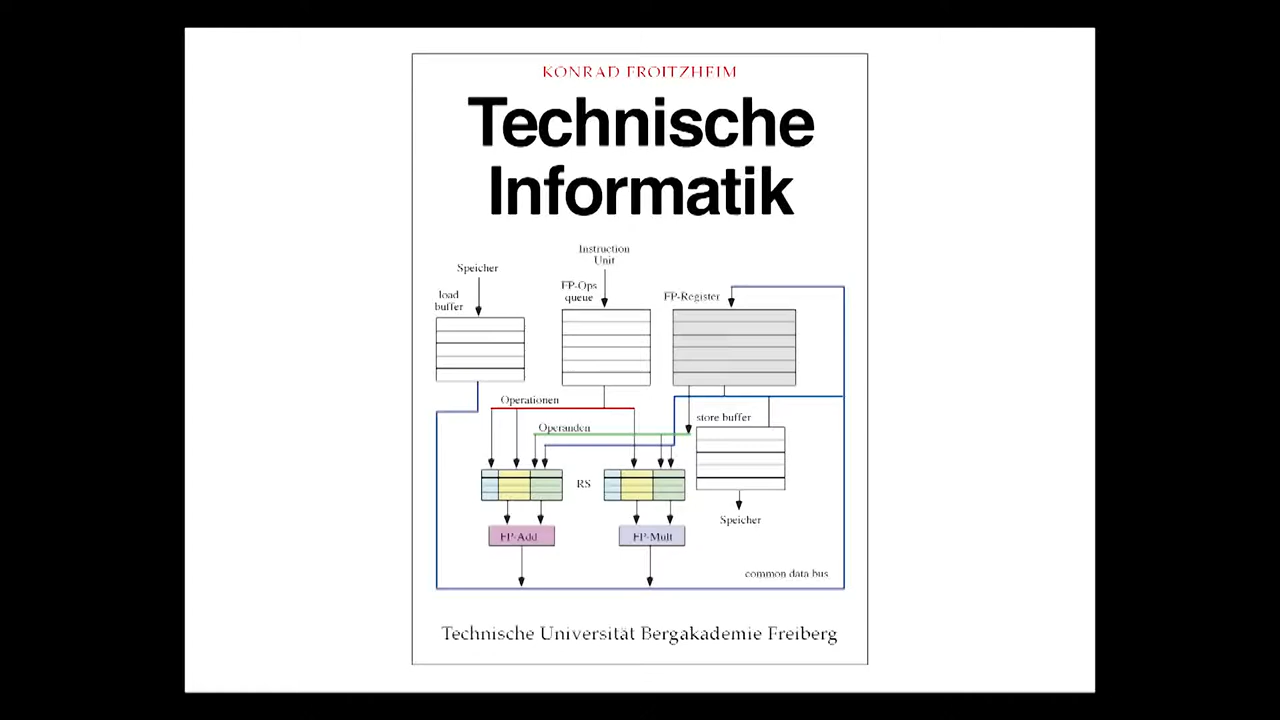 KONRAD FROITZHEIM
Technische
Informatik
Instruction
Unit
Speicher
FP-Ops
queue
load
buffer
FP-Register
Operationen
store buffer
Operanden
RS
Speicher
FP-Add
FP-Mult
common data bus
Technische Universität Bergakademie Freiberg